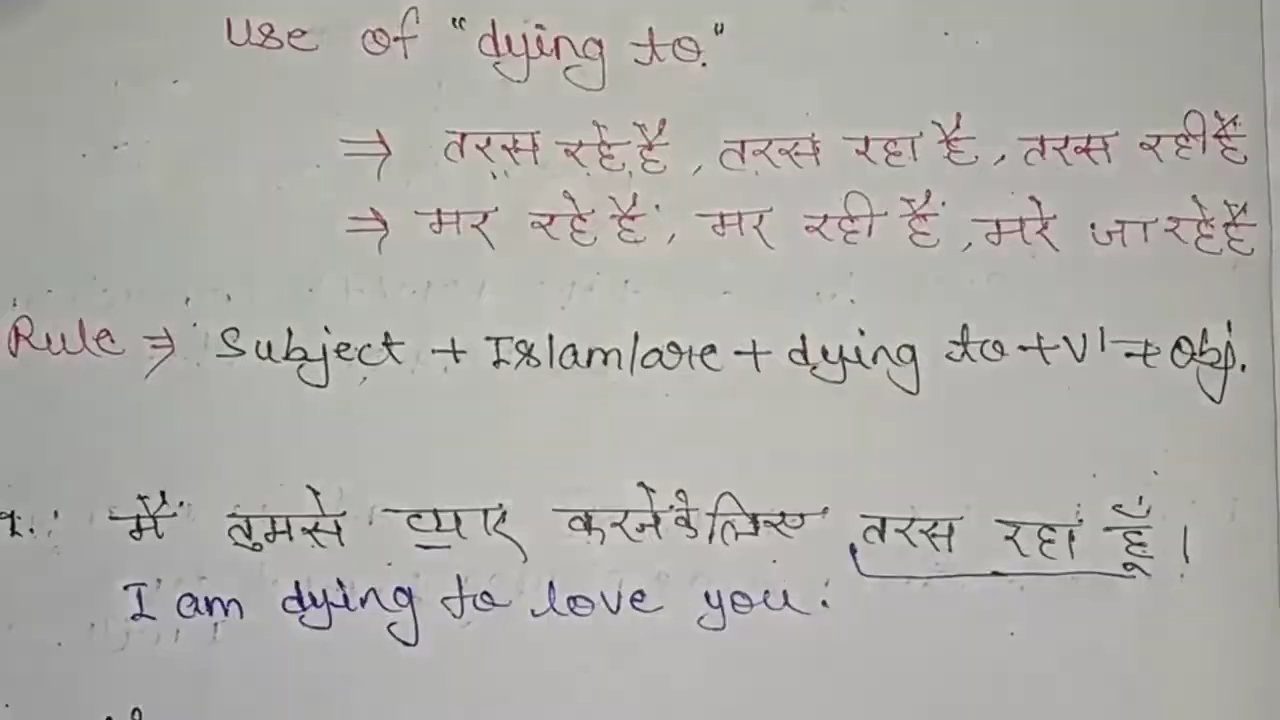 Use of "dying to."
⇒ तरस रहे है, तरस रहा है, तरस रही हैं
⇒ मर रहे हैं, मर रही हैं, मरे जा रहे हैं
Rule ⇒ Subject + Is/am/are + dying to + V1 + Obj.
मैं तुमसे प्यार करने के लिए तरस रहा हूँ।
I am dying to love you.